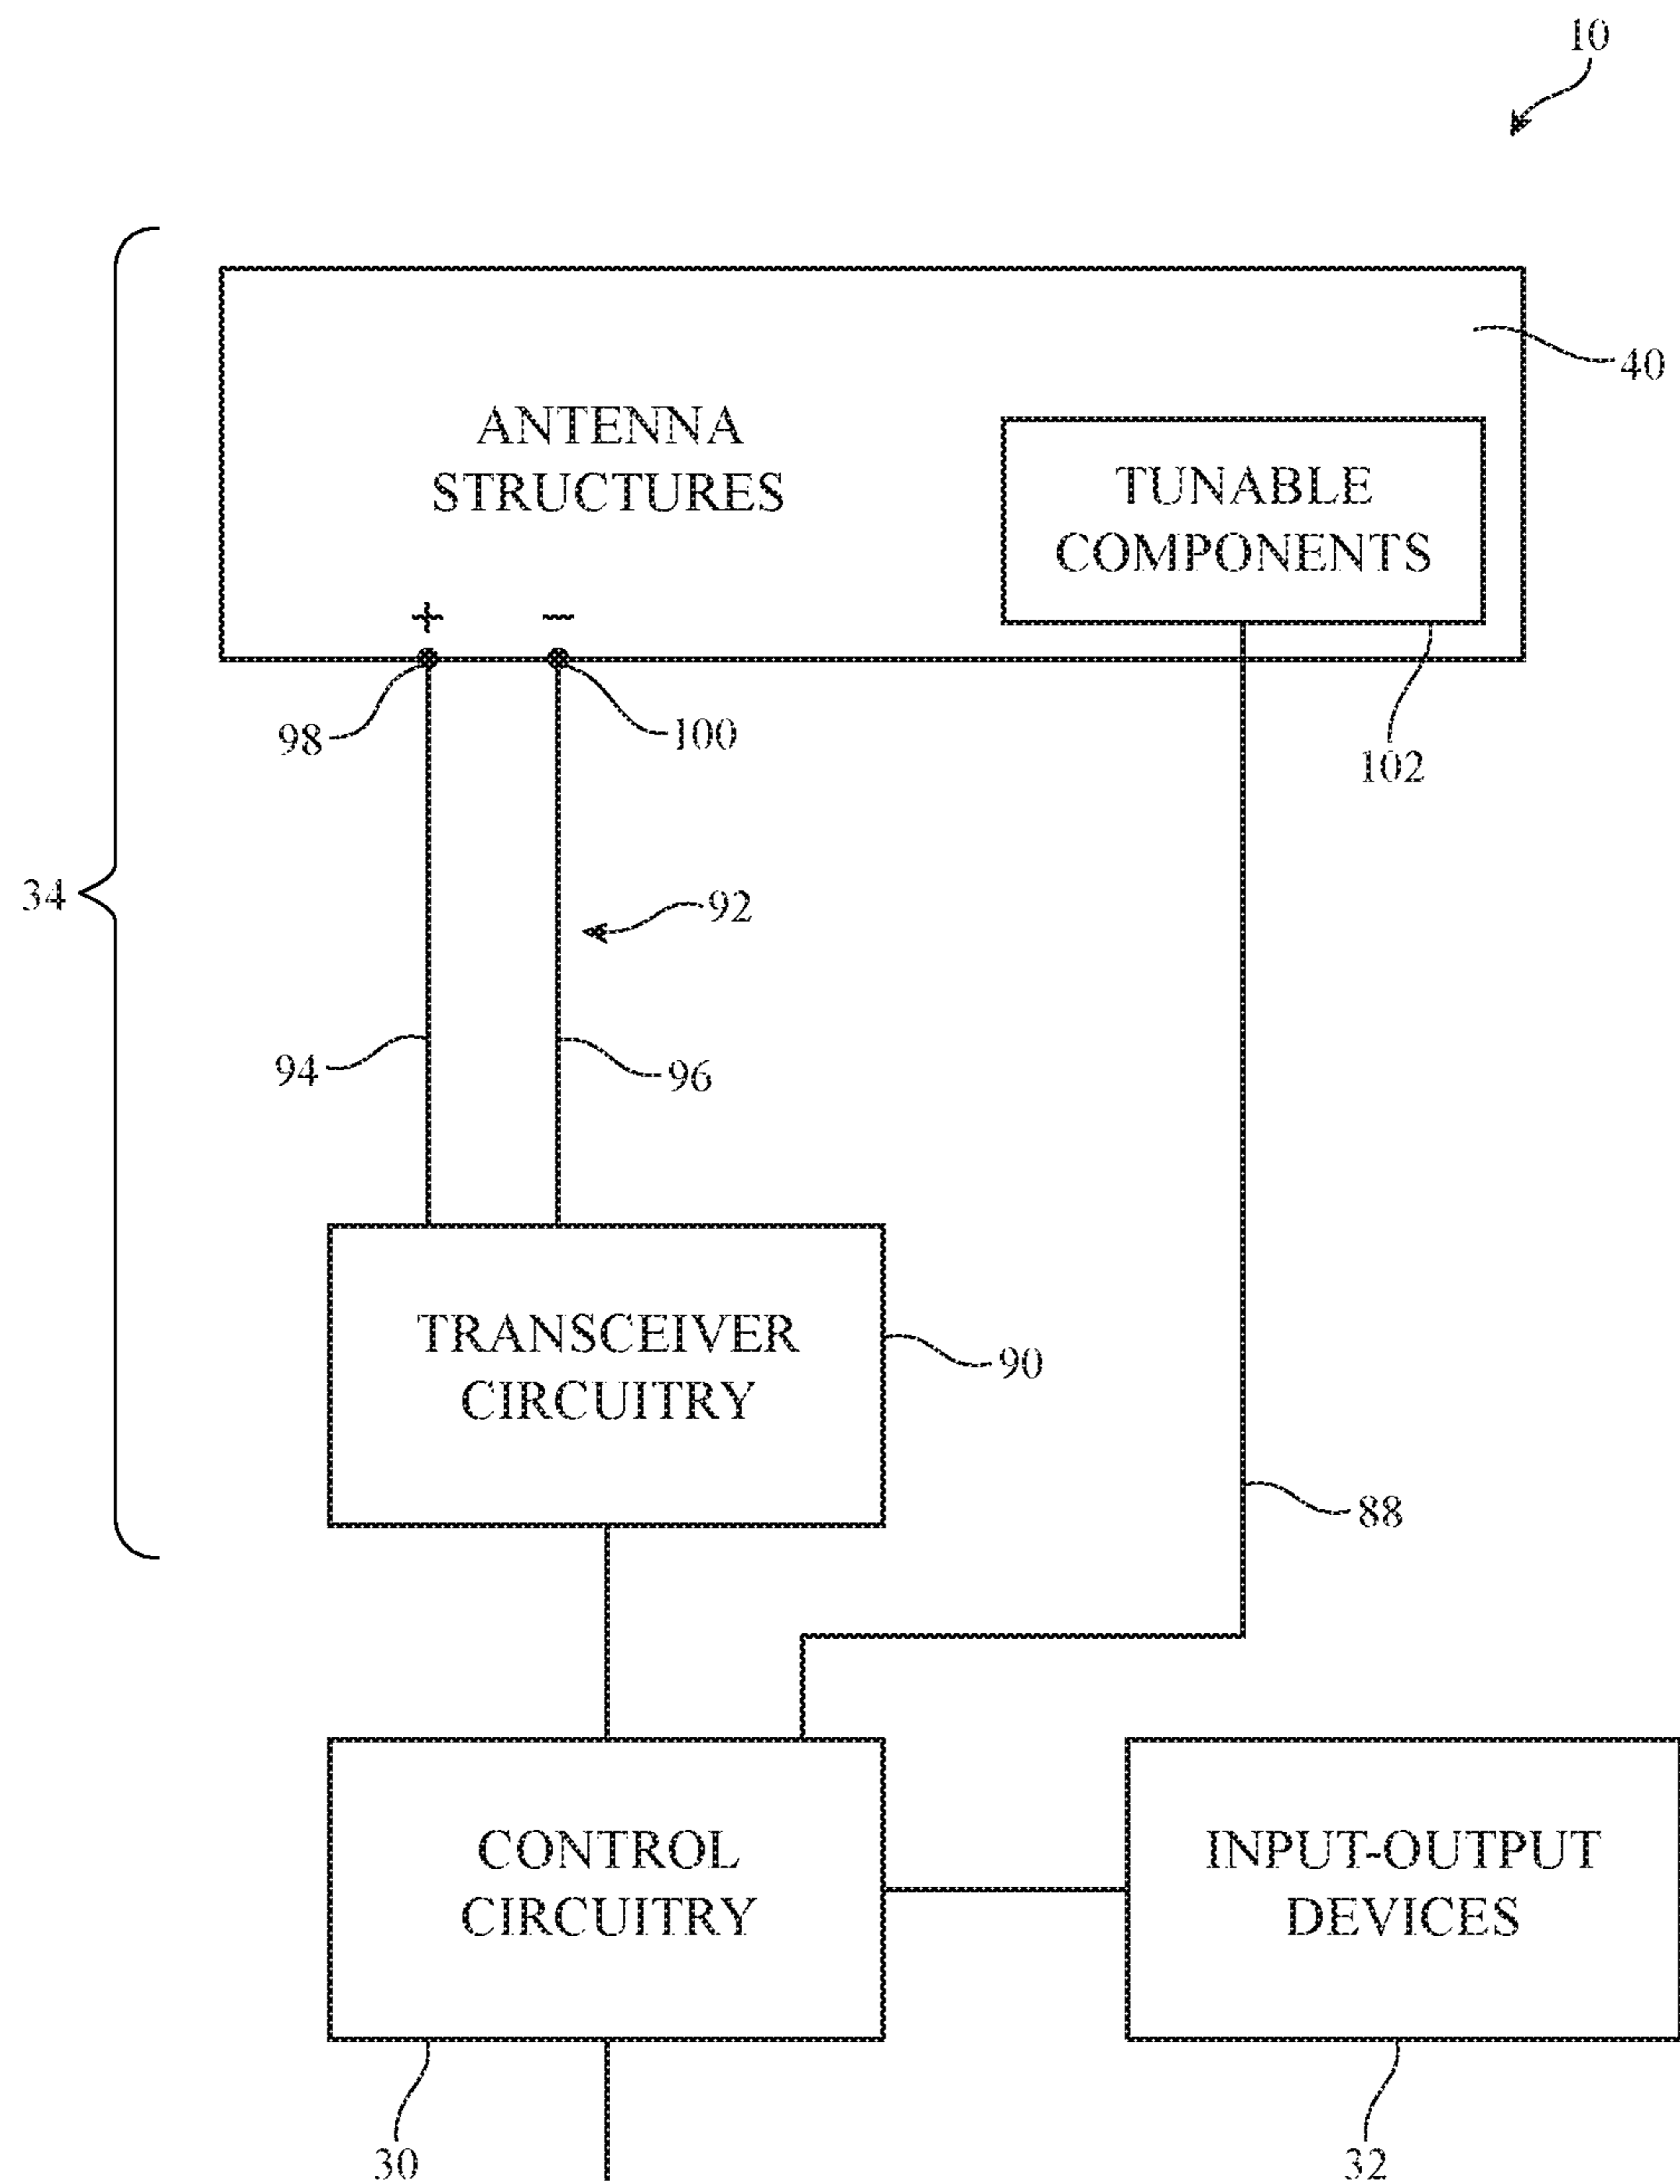 10
40
ANTENNA
STRUCTURES
TUNABLE
COMPONENTS
+
−
98
100
102
34
92
94
96
TRANSCEIVER
CIRCUITRY
90
88
CONTROL
CIRCUITRY
INPUT-OUTPUT
DEVICES
30
32